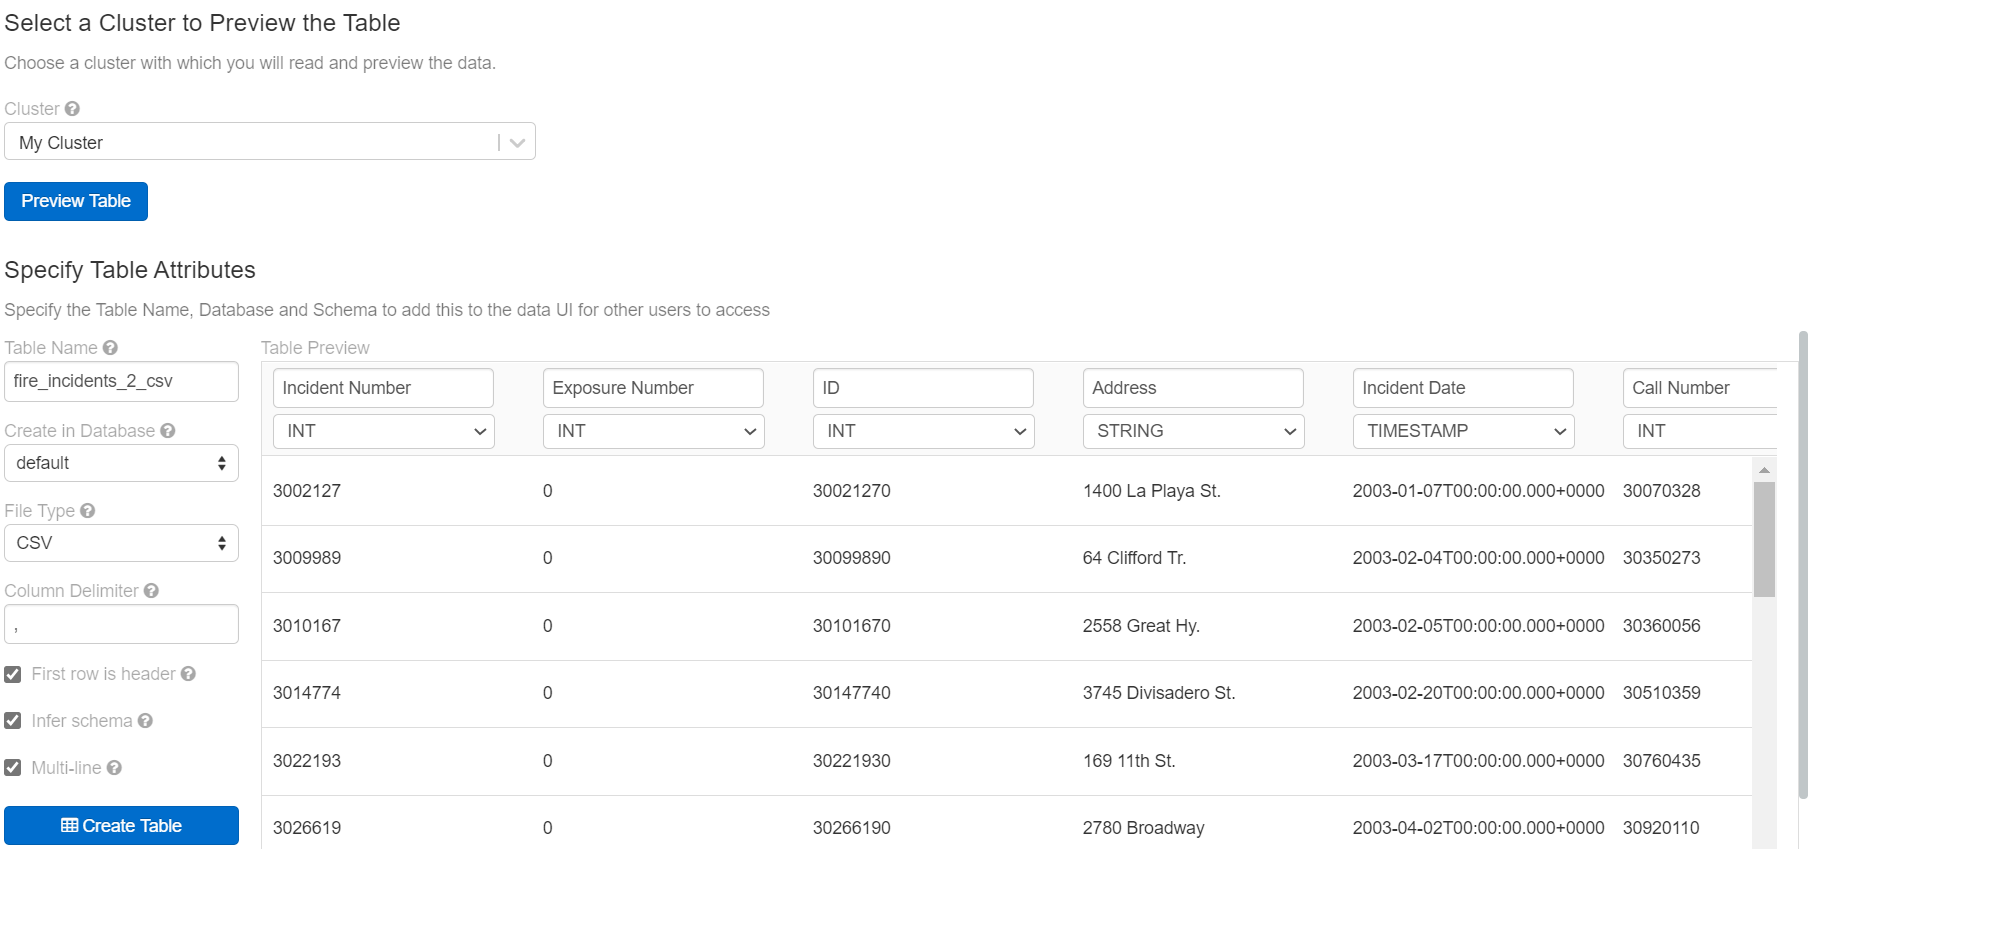 Select a Cluster to Preview the Table
Choose a cluster with which you will read and preview the data.
Cluster
My Cluster
Preview Table
Specify Table Attributes
Specify the Table Name, Database and Schema to add this to the data UI for other users to access
Table Name
fire_incidents_2_csv
Create in Database
default
File Type
CSV
Column Delimiter
,
First row is header
Infer schema
Multi-line
Create Table
Table Preview
Incident Number Exposure Number ID Address Incident Date Call Number
INT INT INT STRING TIMESTAMP INT
3002127 0 30021270 1400 La Playa St. 2003-01-07T00:00:00.000+0000 30070328
3009989 0 30099890 64 Clifford Tr. 2003-02-04T00:00:00.000+0000 30350273
3010167 0 30101670 2558 Great Hy. 2003-02-05T00:00:00.000+0000 30360056
3014774 0 30147740 3745 Divisadero St. 2003-02-20T00:00:00.000+0000 30510359
3022193 0 30221930 169 11th St. 2003-03-17T00:00:00.000+0000 30760435
3026619 0 30266190 2780 Broadway 2003-04-02T00:00:00.000+0000 30920110